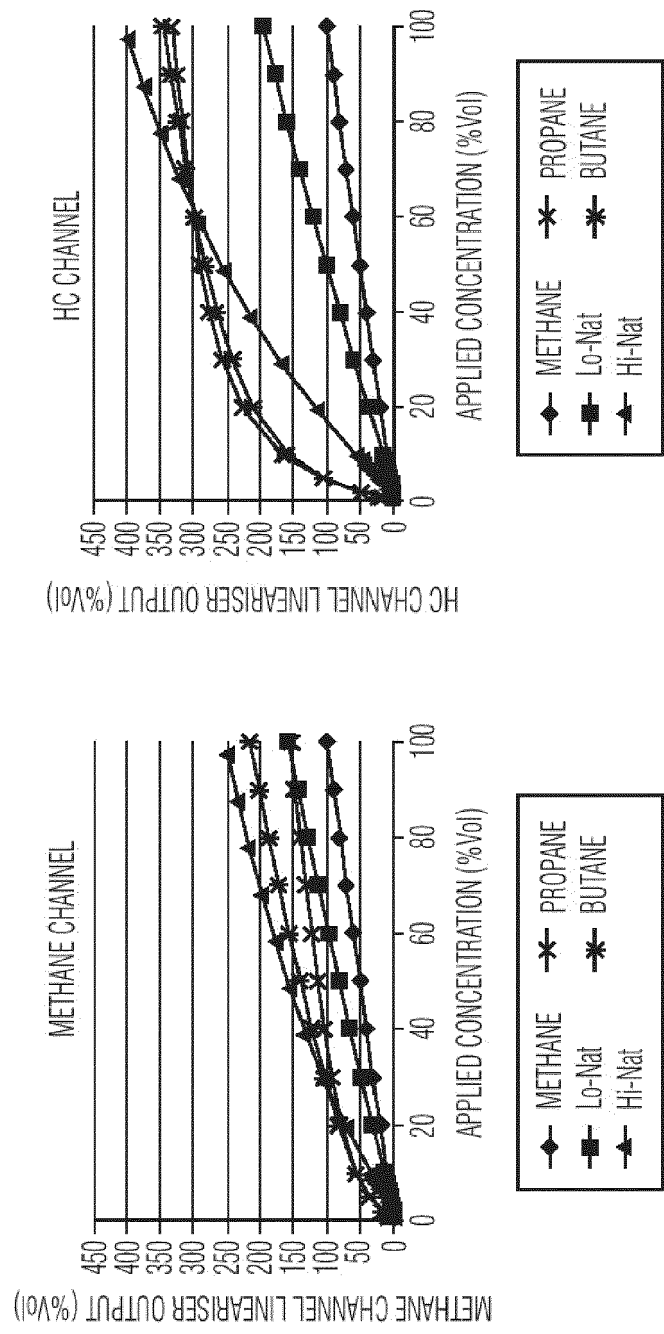 METHANE CHANNEL
METHANE CHANNEL LINEARISER OUTPUT (%Vol)
450
400
350
300
250
200
150
100
50
0
0 20 40 60 80 100
APPLIED CONCENTRATION (%Vol)
METHANE PROPANE
Lo-Nat BUTANE
Hi-Nat
HC CHANNEL
HC CHANNEL LINEARISER OUTPUT (%Vol)
450
400
350
300
250
200
150
100
50
0
0 20 40 60 80 100
APPLIED CONCENTRATION (%Vol)
METHANE PROPANE
Lo-Nat BUTANE
Hi-Nat